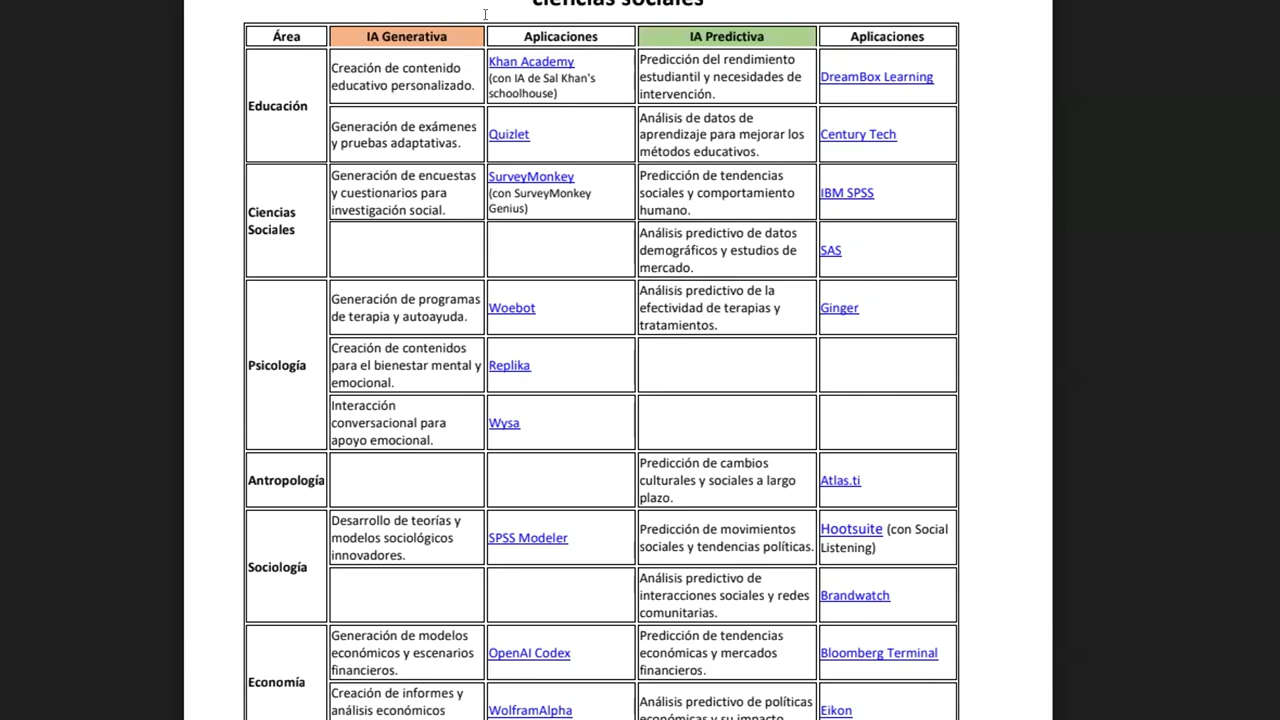 ciencias sociales
Área
IA Generativa
Aplicaciones
IA Predictiva
Aplicaciones
Educación
Creación de contenido
educativo personalizado.
Khan Academy
(con IA de Sal Khan's
schoolhouse)
Predicción del rendimiento
estudiantil y necesidades de
intervención.
DreamBox Learning
Generación de exámenes
y pruebas adaptativas.
Quizlet
Análisis de datos de
aprendizaje para mejorar los
métodos educativos.
Century Tech
Ciencias
Sociales
Generación de encuestas
y cuestionarios para
investigación social.
SurveyMonkey
(con SurveyMonkey
Genius)
Predicción de tendencias
sociales y comportamiento
humano.
IBM SPSS
Análisis predictivo de datos
demográficos y estudios de
mercado.
SAS
Psicología
Generación de programas
de terapia y autoayuda.
Woebot
Análisis predictivo de la
efectividad de terapias y
tratamientos.
Ginger
Creación de contenidos
para el bienestar mental y
emocional.
Replika
Interacción
conversacional para
apoyo emocional.
Wysa
Antropología
Predicción de cambios
culturales y sociales a largo
plazo.
Atlas.ti
Sociología
Desarrollo de teorías y
modelos sociológicos
innovadores.
SPSS Modeler
Predicción de movimientos
sociales y tendencias políticas.
Hootsuite (con Social
Listening)
Análisis predictivo de
interacciones sociales y redes
comunitarias.
Brandwatch
Economía
Generación de modelos
económicos y escenarios
financieros.
OpenAI Codex
Predicción de tendencias
económicas y mercados
financieros.
Bloomberg Terminal
Creación de informes y
análisis económicos
WolframAlpha
Análisis predictivo de políticas
económicas y su impacto
Eikon